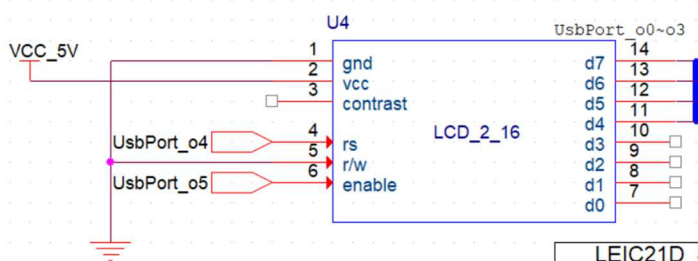 U4
UsbPort_o0~o3
VCC_5V
1 gnd d7 14
2 vcc d6 13
3 contrast d5 12
d4 11
UsbPort_o4 4 rs LCD_2_16 d3 10
5 r/w d2 9
UsbPort_o5 6 enable d1 8
d0 7
LEIC21D